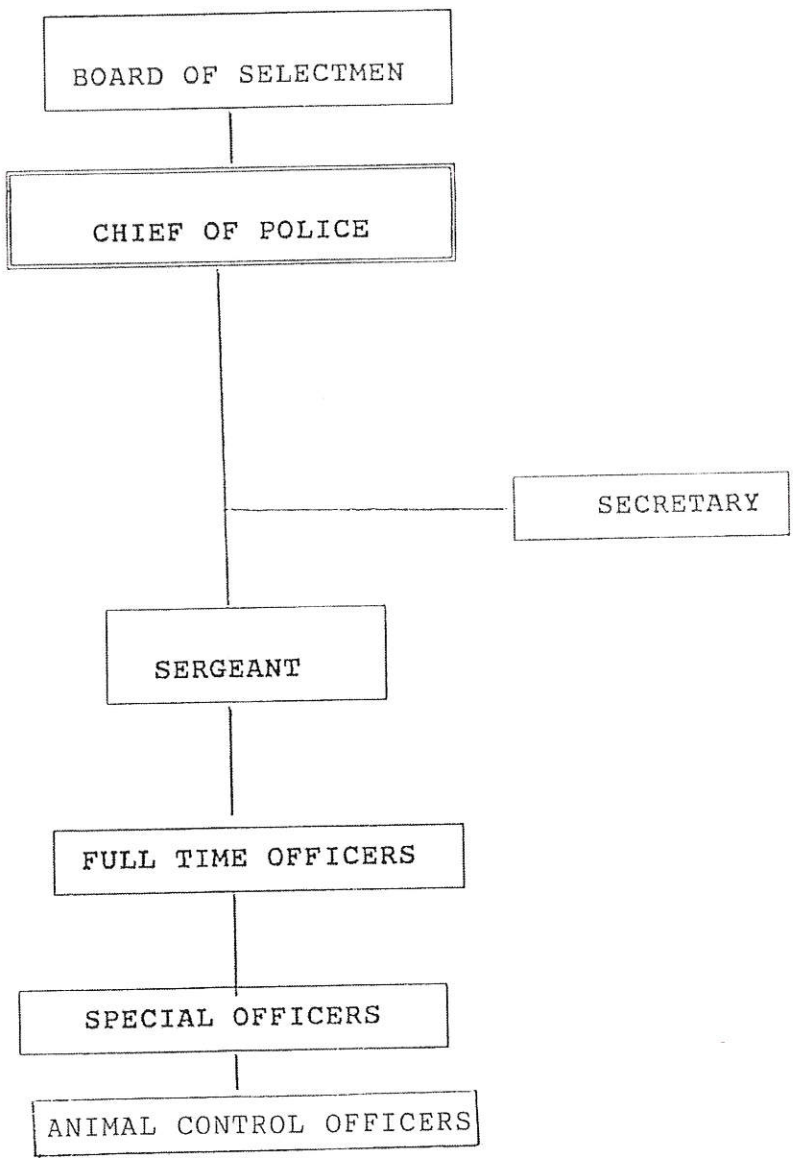 BOARD OF SELECTMEN
CHIEF OF POLICE
SECRETARY
SERGEANT
FULL TIME OFFICERS
SPECIAL OFFICERS
ANIMAL CONTROL OFFICERS